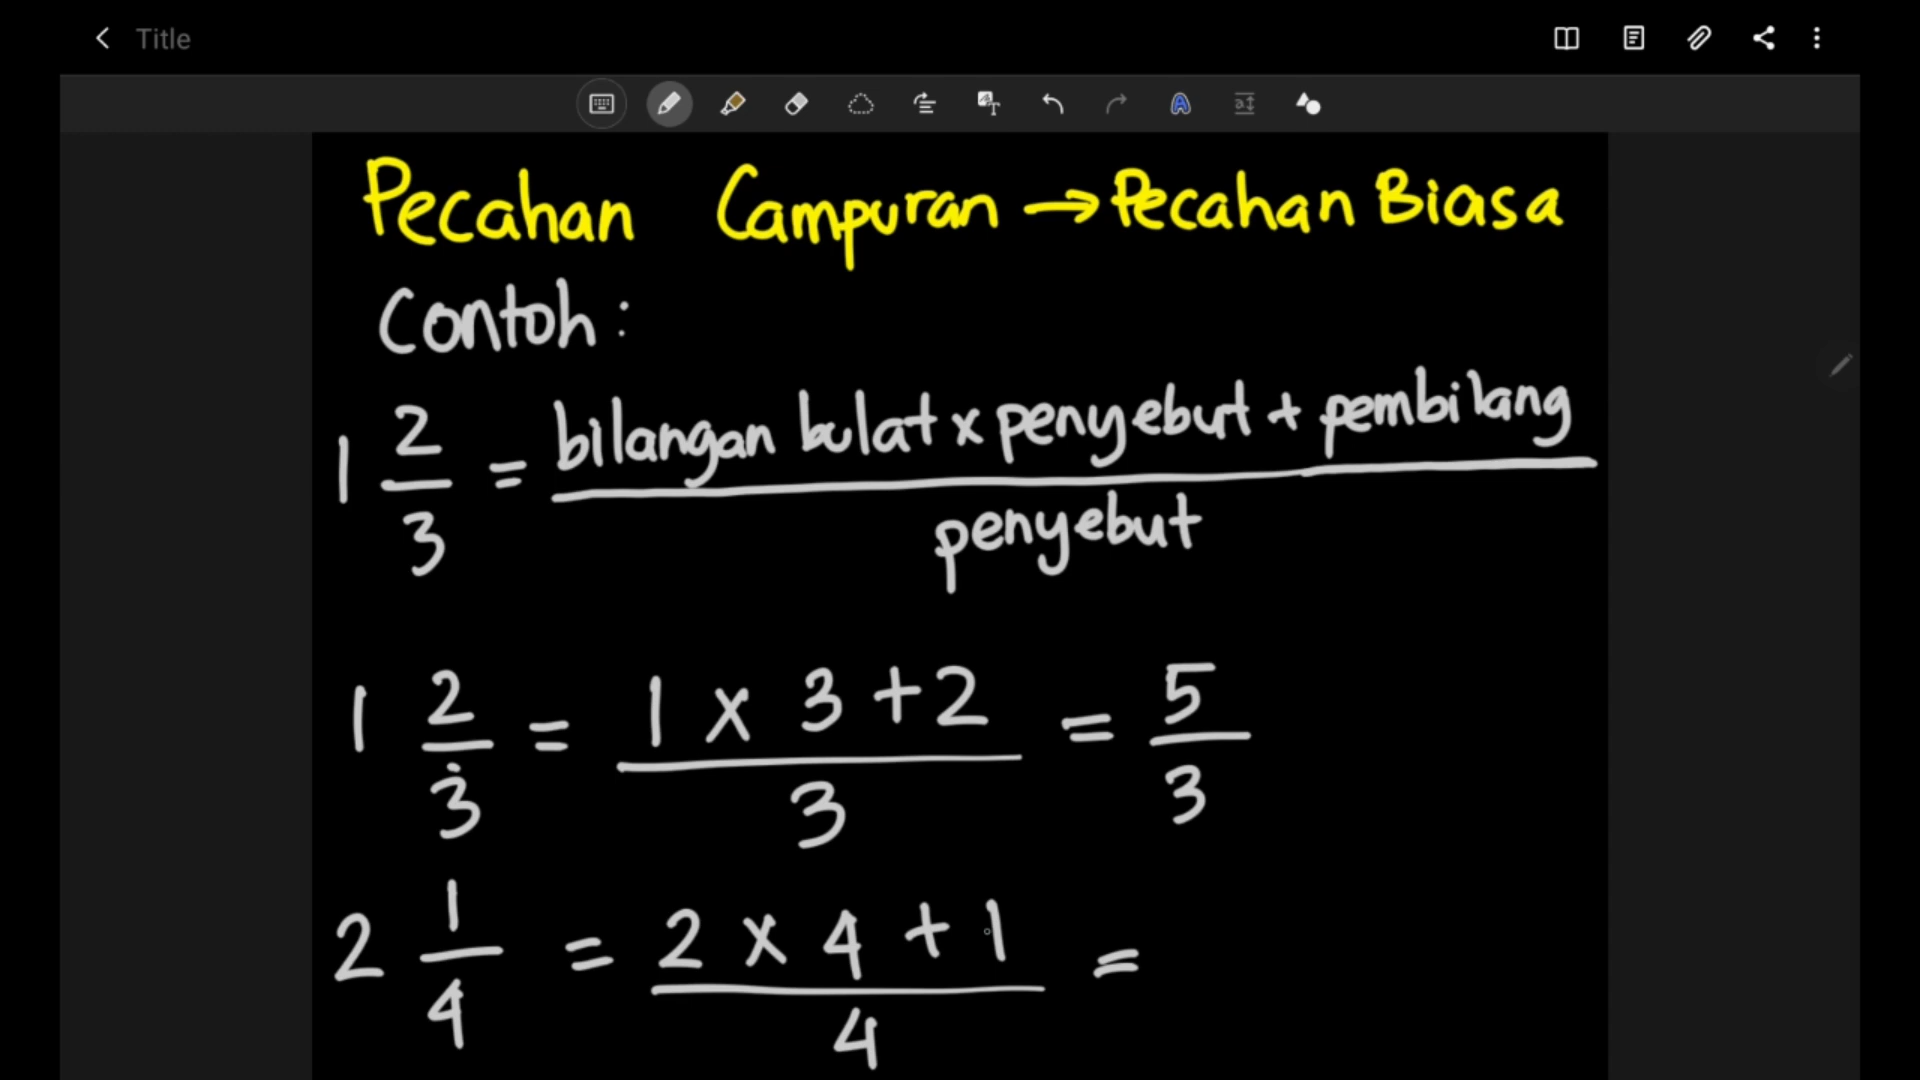 Title
Pecahan Campuran → Pecahan Biasa
Contoh :
1 2/3 = bilangan bulat x penyebut + pembilang / penyebut
1 2/3 = 1 x 3 + 2 / 3 = 5/3
2 1/4 = 2 x 4 + 1 / 4 =